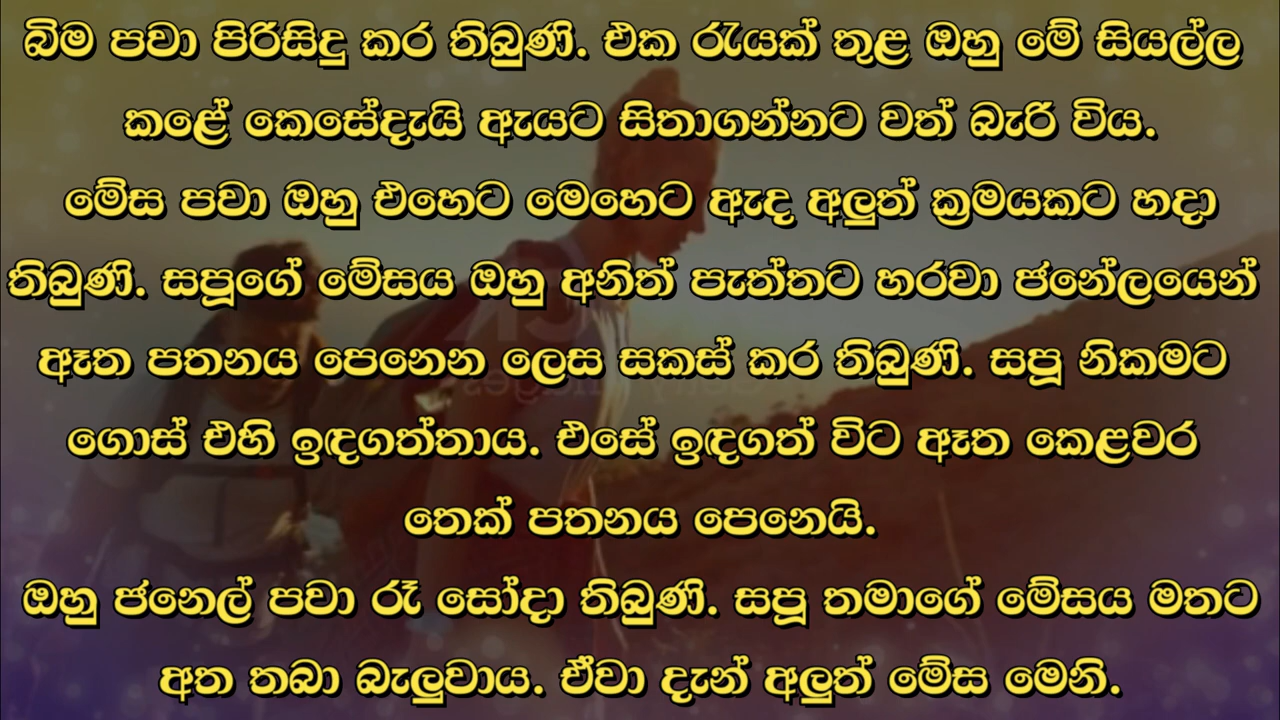 බිම පවා පිරිසිදු කර තිබුණි. එක රැයක් තුළ ඔහු මේ සියල්ල
කළේ කෙසේදැයි ඇයට සිතාගන්නට වත් බැරි විය.
මේස පවා ඔහු එහෙට මෙහෙට ඇද අලුත් ක්‍රමයකට හදා
තිබුණි. සපූගේ මේසය ඔහු අනිත් පැත්තට හරවා ජනේලයෙන්
ඈත පතනය පෙනෙන ලෙස සකස් කර තිබුණි. සපූ නිකමට
ගොස් එහි ඉඳගත්තාය. එසේ ඉඳගත් විට ඈත කෙළවර
තෙක් පතනය පෙනෙයි.
ඔහු ජනෙල් පවා රෑ සෝදා තිබුණි. සපූ තමාගේ මේසය මතට
අත තබා බැලුවාය. ඒවා දැන් අලුත් මේස මෙනි.